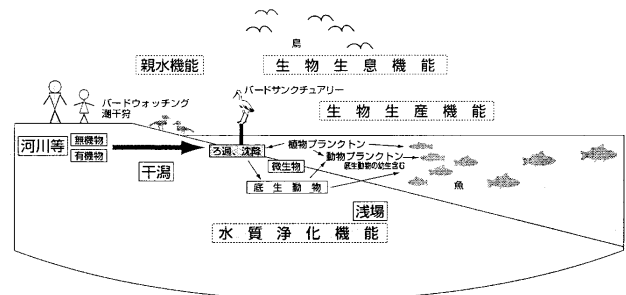 鳥
親水機能
生物生息機能
バードサンクチュアリー
バードウォッチング
潮干狩
生物生産機能
河川等
無機物
有機物
ろ過、沈降
植物プランクトン
動物プランクトン
底生動物の幼生含む
微生物
干潟
底生動物
魚
浅場
水質浄化機能